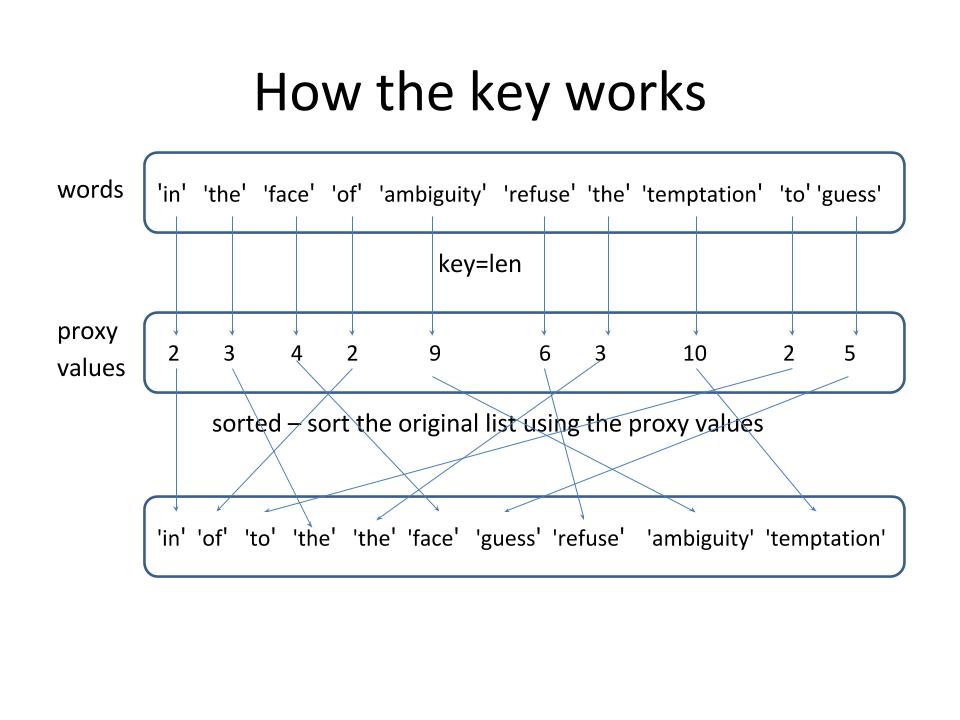 How the key works
words
'in' 'the' 'face' 'of' 'ambiguity' 'refuse' 'the' 'temptation' 'to' 'guess'
key=len
proxy
values
2 3 4 2 9 6 3 10 2 5
sorted – sort the original list using the proxy values
'in' 'of' 'to' 'the' 'the' 'face' 'guess' 'refuse' 'ambiguity' 'temptation'